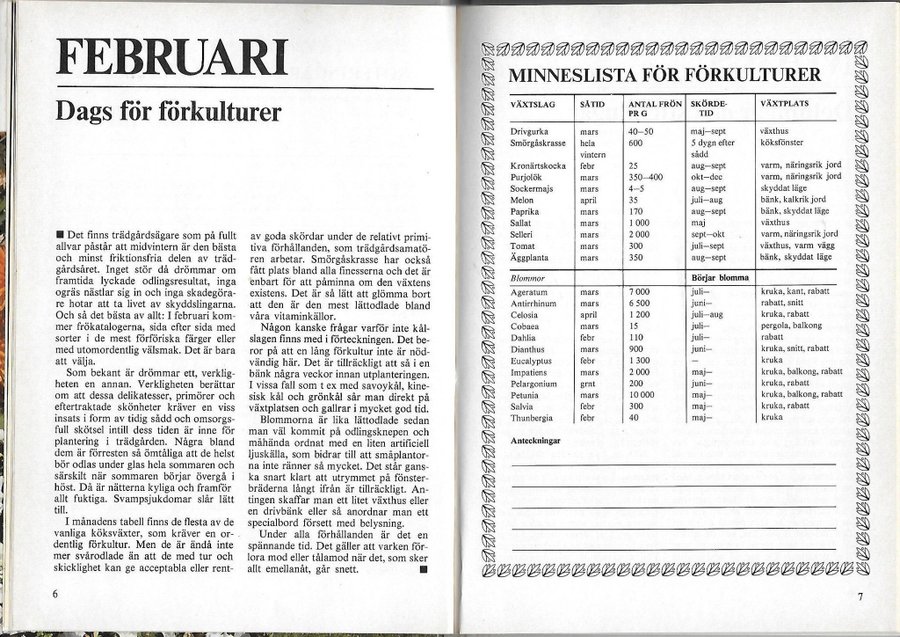 FEBRUARI
Dags för förkulturer
■ Det finns trädgårdsägare som på fullt
allvar påstår att midvintern är den bästa
och minst friktionsfria delen av träd-
gårdsåret. Inget stör då drömmar om
framtida lyckade odlingsresultat, inga
ogräs nästlar sig in och inga skadegöra-
re hotar att ta livet av skyddslingarna.
Och så det bästa av allt: I februari kom-
mer frökatalogerna, sida efter sida med
sorter i de mest förföriska färger eller
med utomordentlig välsmak. Det är bara
att välja.
Som bekant är drömmar ett, verklig-
heten en annan. Verkligheten berättar
om att dessa delikatesser, primörer och
eftertraktade skönheter kräver en viss
insats i form av tidig sådd och omsorgs-
full skötsel intill dess tiden är inne för
plantering i trädgården. Några bland
dem är förresten så ömtåliga att de helst
bör odlas under glas hela sommaren och
särskilt när sommaren börjar övergå i
höst. Då är nätterna kyliga och framför
allt fuktiga. Svampsjukdomar slår lätt
till.
I månadens tabell finns de flesta av de
vanliga köksväxter, som kräver en or-
dentlig förkultur. Men de är ändå inte
mer svårodlade än att de med tur och
skicklighet kan ge acceptabla eller rent-
av goda skördar under de relativt primi-
tiva förhållanden, som trädgårdsamatö-
ren arbetar. Smörgåskrasse har också
fått plats bland alla finesserna och det är
enbart för att påminna om den växtens
existens. Det är så lätt att glömma bort
att den är den mest lättodlade bland
våra vitaminkällor.
Någon kanske frågar varför inte kål-
slagen finns med i förteckningen. Det be-
ror på att en lång förkultur inte är nöd-
vändig här. Det är tillräckligt att så i en
bänk några veckor innan utplanteringen.
I vissa fall som t ex med savoykål, kine-
sisk kål och grönkål sår man direkt på
växtplatsen och gallrar i mycket god tid.
Blommorna är lika lättodlade sedan
man väl kommit på odlingsknepen och
måhända ordnat med en liten artificiell
ljuskälla, som bidrar till att småplantor-
na inte ränner så mycket. Det står gans-
ka snart klart att utrymmet på fönster-
bräderna långt ifrån är tillräckligt. An-
tingen skaffar man ett litet växthus eller
en drivbänk eller så anordnar man ett
specialbord försett med belysning.
Under alla förhållanden är det en
spännande tid. Det gäller att varken för-
lora mod eller tålamod när det, som sker
allt emellanåt, går snett. ■
6
MINNESLISTA FÖR FÖRKULTURER
VÄXTSLAG SÅTID ANTAL FRÖN SKÖRDE- VÄXTPLATS
PR G TID
Drivgurka mars 40–50 maj–sept växthus
Smörgåskrasse hela 600 5 dygn efter köksfönster
vintern sådd
Kronärtskocka febr 25 aug–sept varm, näringsrik jord
Purjolök mars 350–400 okt–dec varm, näringsrik jord
Sockermajs mars 4–5 aug–sept skyddat läge
Melon april 35 juli–aug bänk, kalkrik jord
Paprika mars 170 aug–sept bänk, skyddat läge
Sallat mars 1 000 maj växthus
Selleri mars 2 000 sept–okt varm, näringsrik jord
Tomat mars 300 juli–sept växthus, varm vägg
Äggplanta mars 350 aug–sept bänk, skyddat läge
Blommor Börjar blomma
Ageratum mars 7 000 juli– kruka, kant, rabatt
Antirrhinum mars 6 500 juni– rabatt, snitt
Celosia april 1 200 juli–aug kruka, rabatt
Cobaea mars 15 juli– pergola, balkong
Dahlia febr 110 juli– rabatt
Dianthus mars 900 juni– kruka, snitt, rabatt
Eucalyptus febr 1 300 – kruka
Impatiens mars 2 000 maj– kruka, balkong, rabatt
Pelargonium grnt 200 juni– kruka, rabatt
Petunia mars 10 000 maj– kruka, balkong, rabatt
Salvia febr 300 maj– kruka, rabatt
Thunbergia febr 40 maj– kruka
Anteckningar
7